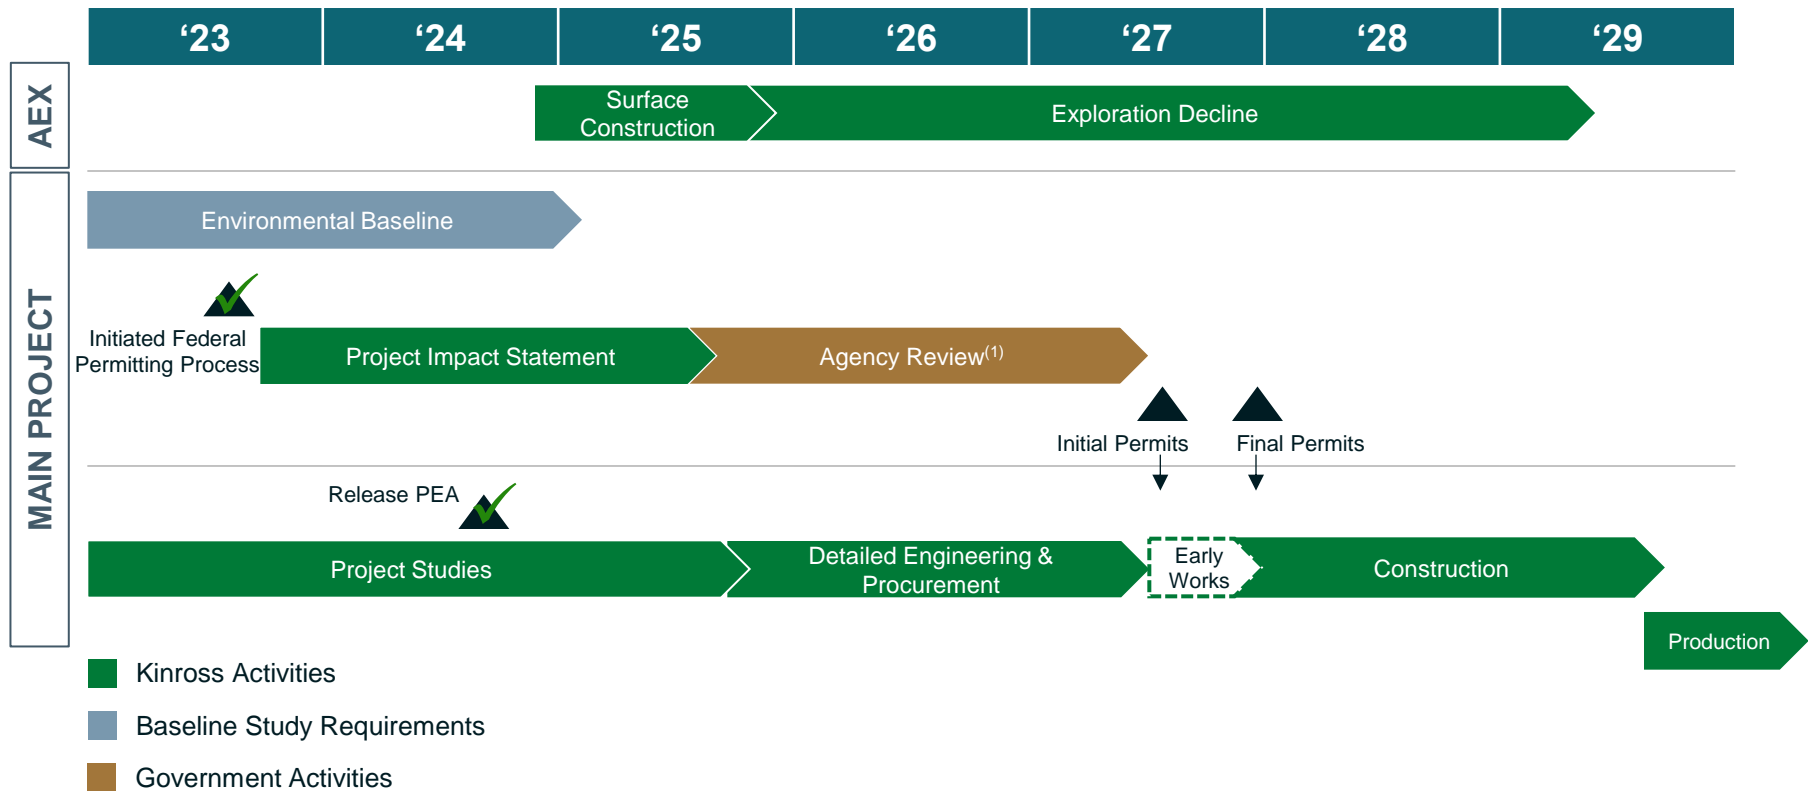 ‘23 ‘24 ‘25 ‘26 ‘27 ‘28 ‘29
AEX
Surface
Construction
Exploration Decline
MAIN PROJECT
Environmental Baseline
Initiated Federal
Permitting Process
Project Impact Statement
Agency Review(1)
Initial Permits
Final Permits
Release PEA
Project Studies
Detailed Engineering &
Procurement
Early
Works
Construction
Production
Kinross Activities
Baseline Study Requirements
Government Activities